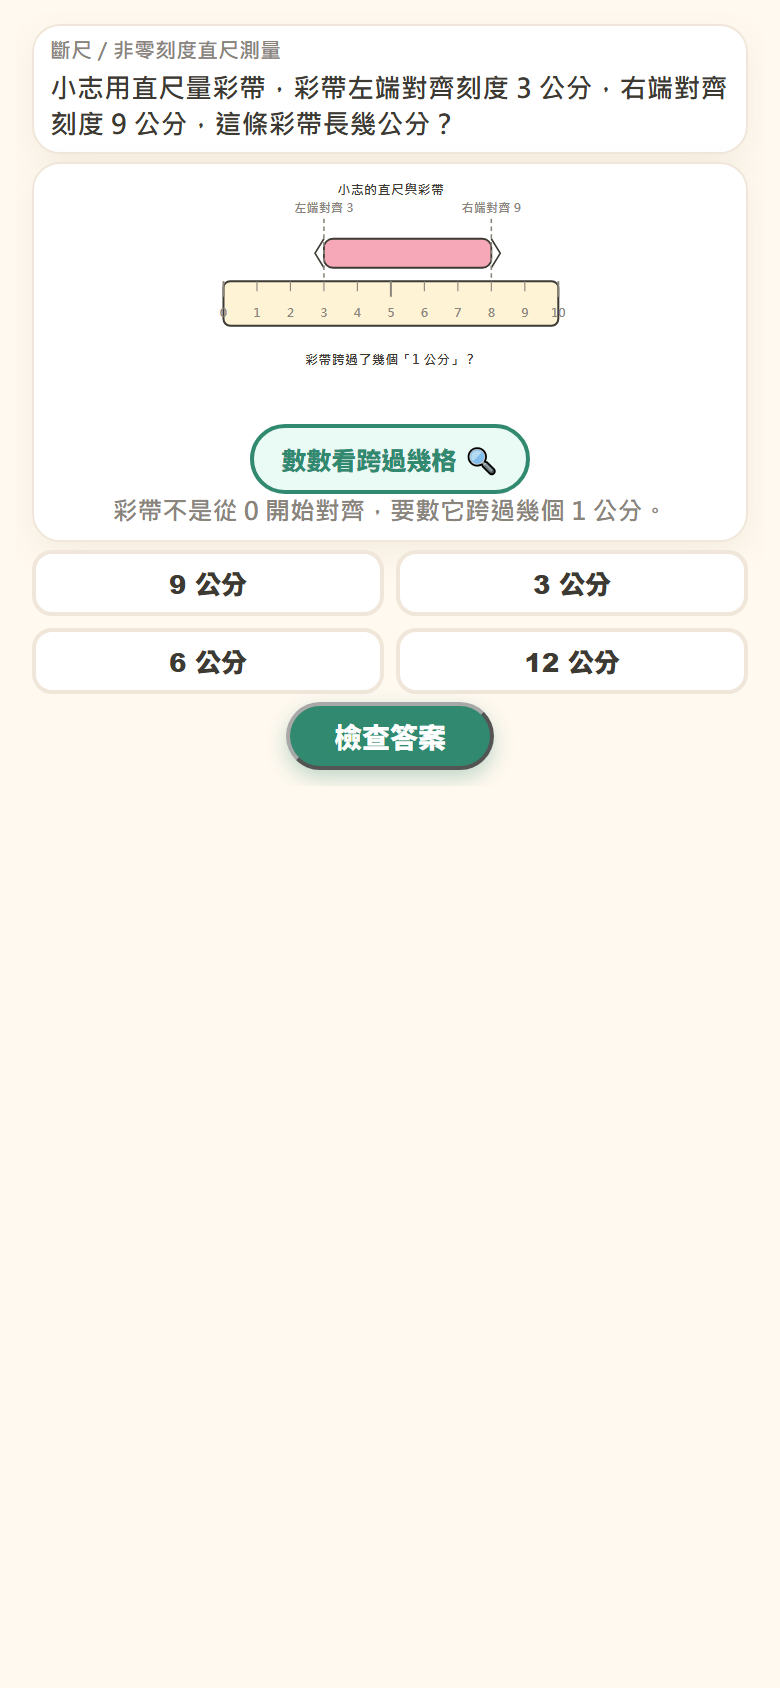 斷尺 / 非零刻度直尺測量
小志用直尺量彩帶，彩帶左端對齊刻度 3 公分，右端對齊
刻度 9 公分，這條彩帶長幾公分？
小志的直尺與彩帶
左端對齊 3 右端對齊 9
0 1 2 3 4 5 6 7 8 9 10
彩帶跨過了幾個「1 公分」？
數數看跨過幾格 🔍
彩帶不是從 0 開始對齊，要數它跨過幾個 1 公分。
9 公分 3 公分
6 公分 12 公分
檢查答案